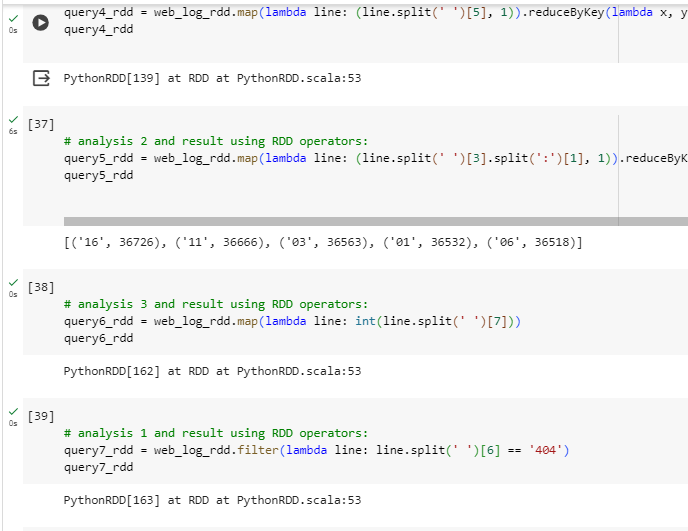 query4_rdd = web_log_rdd.map(lambda line: (line.split(' ')[5], 1)).reduceByKey(lambda x, y
0s
query4_rdd
PythonRDD[139] at RDD at PythonRDD.scala:53
[37]
6s
# analysis 2 and result using RDD operators:
query5_rdd = web_log_rdd.map(lambda line: (line.split(' ')[3].split(':')[1], 1)).reduceByK
query5_rdd
[('16', 36726), ('11', 36666), ('03', 36563), ('01', 36532), ('06', 36518)]
[38]
0s
# analysis 3 and result using RDD operators:
query6_rdd = web_log_rdd.map(lambda line: int(line.split(' ')[7]))
query6_rdd
PythonRDD[162] at RDD at PythonRDD.scala:53
[39]
0s
# analysis 1 and result using RDD operators:
query7_rdd = web_log_rdd.filter(lambda line: line.split(' ')[6] == '404')
query7_rdd
PythonRDD[163] at RDD at PythonRDD.scala:53